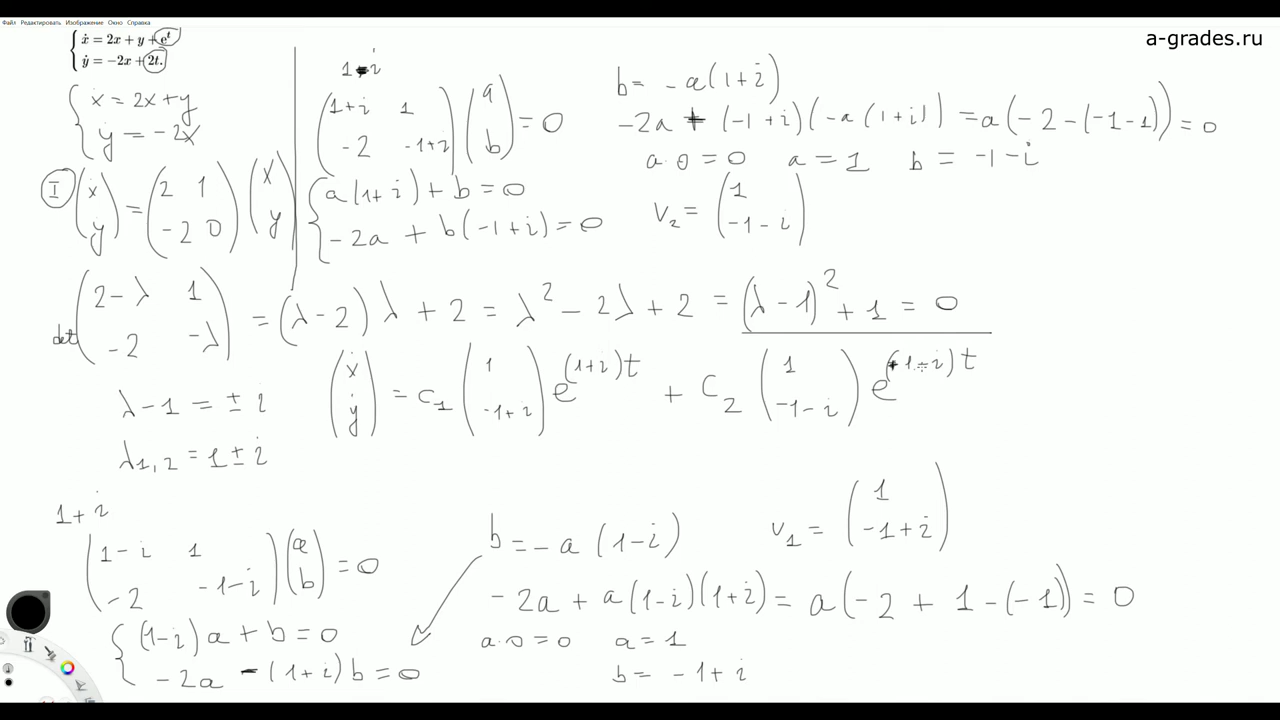 Файл Редактировать Изображение Окно Справка
a-grades.ru
{ ẋ = 2x + y + e^t
ẏ = −2x + 2t.
{ ẋ = 2x + y
ẏ = −2x
I (ẋ ẏ) = (2 1; −2 0) (x y)
1−i
(1+i 1; −2 −1+i) (a b) = 0
{ a(1+i) + b = 0
−2a + b(−1+i) = 0
b = −a(1+i)
−2a + (−1+i)(−a(1+i)) = a(−2−(−1−1)) = 0
a·0 = 0 a = 1 b = −1−i
v₂ = (1; −1−i)
det (2−λ 1; −2 −λ) = (λ−2)λ + 2 = λ² − 2λ + 2 = (λ−1)² + 1 = 0
λ−1 = ± i
λ1,2 = 1 ± i
(ẋ ẏ) = c₁ (1; −1+i) e^(1+i)t + C₂ (1; −1−i) e^(1−i)t
1+i
(1−i 1; −2 −1−i) (a b) = 0
{ (1−i)a + b = 0
−2a − (1+i)b = 0
b = −a (1−i)
−2a + a(1−i)(1+i) = a(−2 + 1−(−1)) = 0
a·0 = 0 a = 1
b = −1+i
v₁ = (1; −1+i)